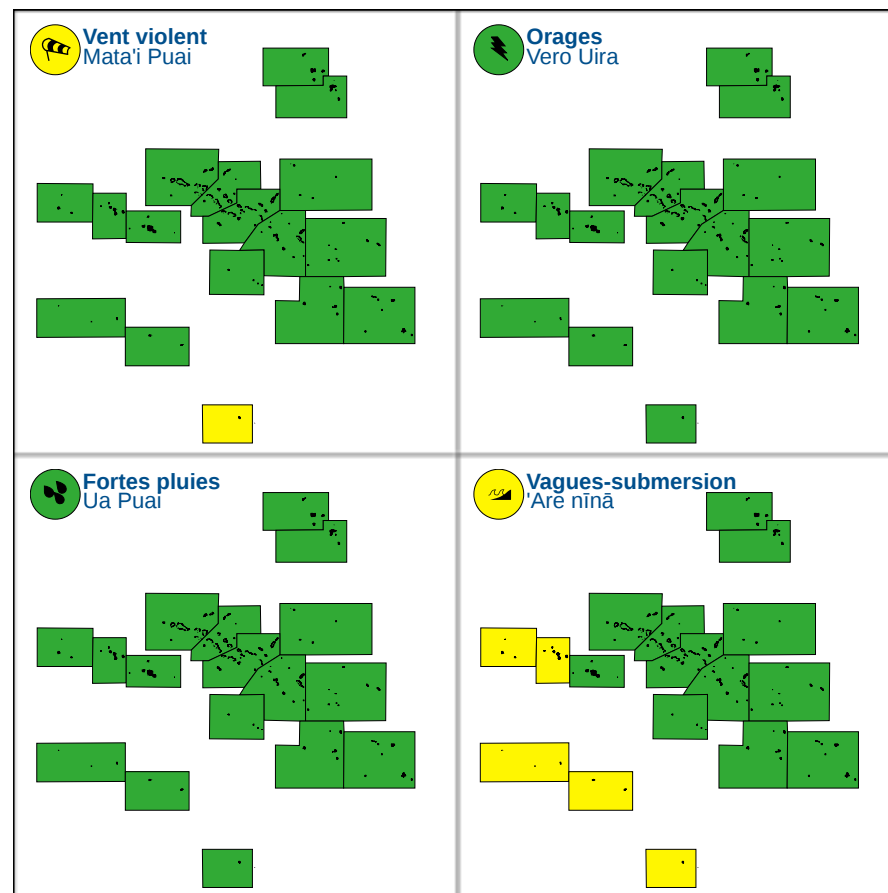 Vent violent
Mata'i Puai
Orages
Vero Uira
Fortes pluies
Ua Puai
Vagues-submersion
'Are nīnā